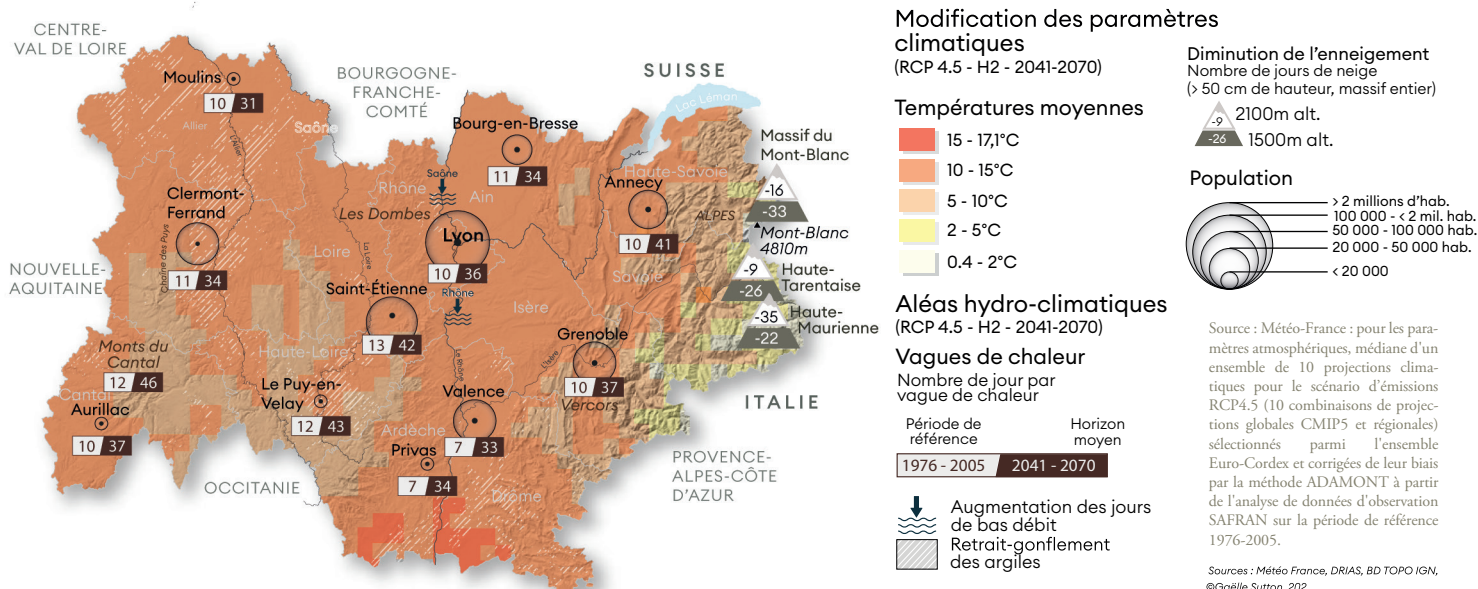 CENTRE-
VAL DE LOIRE
Moulins
10 31
Allier
L'Allier
Saône
BOURGOGNE-
FRANCHE-
COMTÉ
SUISSE
Lac Léman
Bourg-en-Bresse
11 34
Saône
Rhône
Ain
Les Dombes
Haute-Savoie
Annecy
10 41
ALPES
Massif du
Mont-Blanc
-16
-33
Mont-Blanc
4810m
Clermont-
Ferrand
11 34
Chaîne des Puys
Loire
La Loire
Lyon
10 36
Rhône
NOUVELLE-
AQUITAINE
Saint-Étienne
13 42
Isère
Savoie
-9
-26
Haute-
Tarentaise
-35
-22
Haute-
Maurienne
Grenoble
10 37
L'Isère
Vercors
Monts du
Cantal
12 46
Cantal
Aurillac
10 37
Haute-Loire
Le Puy-en-
Velay
12 43
Le Rhône
Valence
7 33
Ardèche
Privas
7 34
Drôme
OCCITANIE
ITALIE
PROVENCE-
ALPES-CÔTE
D'AZUR
Modification des paramètres
climatiques
(RCP 4.5 - H2 - 2041-2070)
Températures moyennes
15 - 17,1°C
10 - 15°C
5 - 10°C
2 - 5°C
0.4 - 2°C
Aléas hydro-climatiques
(RCP 4.5 - H2 - 2041-2070)
Vagues de chaleur
Nombre de jour par
vague de chaleur
Période de
référence
Horizon
moyen
1976 - 2005 2041 - 2070
Augmentation des jours
de bas débit
Retrait-gonflement
des argiles
Diminution de l'enneigement
Nombre de jours de neige
(> 50 cm de hauteur, massif entier)
-9 2100m alt.
-26 1500m alt.
Population
> 2 millions d'hab.
100 000 - < 2 mil. hab.
50 000 - 100 000 hab.
20 000 - 50 000 hab.
< 20 000
Source : Météo-France : pour les para-
mètres atmosphériques, médiane d'un
ensemble de 10 projections clima-
tiques pour le scénario d'émissions
RCP4.5 (10 combinaisons de projec-
tions globales CMIP5 et régionales)
sélectionnés parmi l'ensemble
Euro-Cordex et corrigées de leur biais
par la méthode ADAMONT à partir
de l'analyse de données d'observation
SAFRAN sur la période de référence
1976-2005.
Sources : Météo France, DRIAS, BD TOPO IGN,
©Gaëlle Sutton, 202